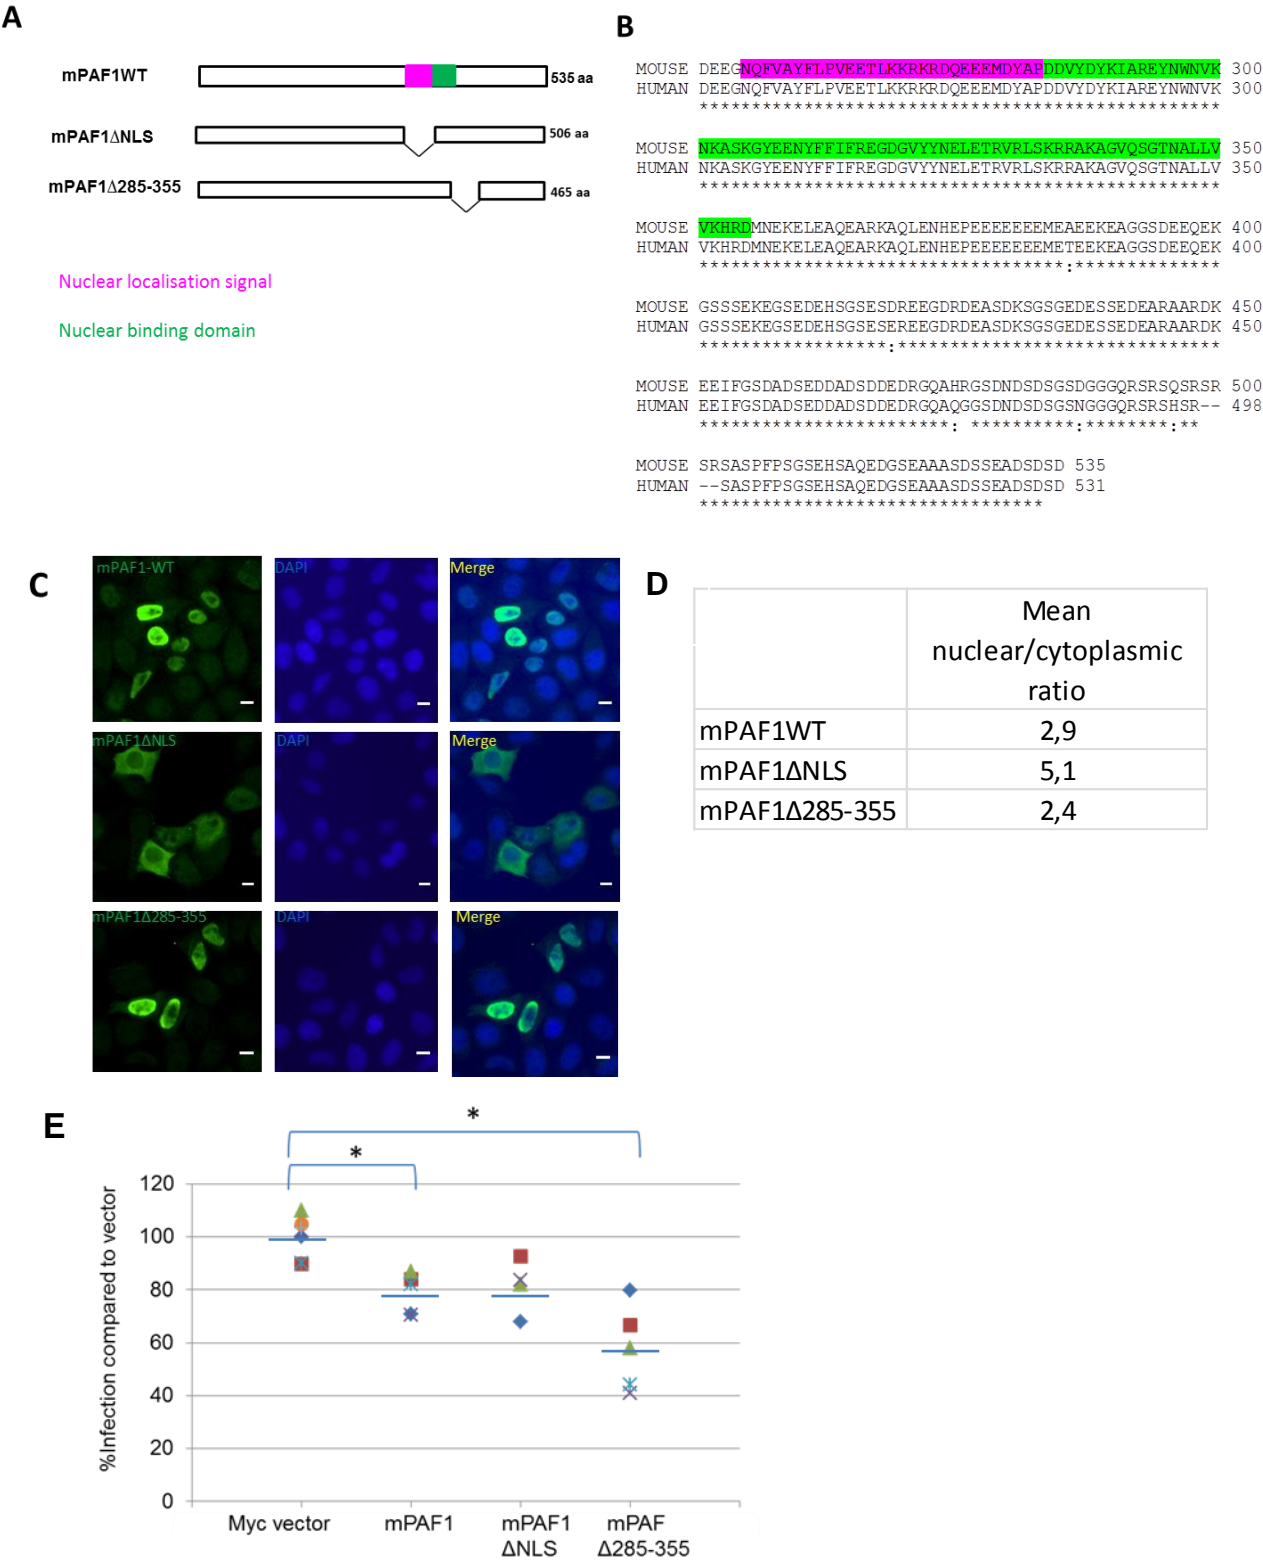 A
mPAF1WT
535 aa
mPAF1ΔNLS
506 aa
mPAF1Δ285-355
465 aa
Nuclear localisation signal
Nuclear binding domain
B
MOUSE DEEGNQFVAYFLPVEETLKKRKRDQEEEMDYAPDDVYDYKIAREYNWNVK 300
HUMAN DEEGNQFVAYFLPVEETLKKRKRDQEEEMDYAPDDVYDYKIAREYNWNVK 300
**************************************************
MOUSE NKASKGYEENYFFIFREGDGVYYNELETRVRLSKRRAKAGVQSGTNALLV 350
HUMAN NKASKGYEENYFFIFREGDGVYYNELETRVRLSKRRAKAGVQSGTNALLV 350
**************************************************
MOUSE VKHRDMNEKELEAQEARKAQLENHEPEEEEEEEMEAEEKEAGGSDEEQEK 400
HUMAN VKHRDMNEKELEAQEARKAQLENHEPEEEEEEEMETEEKEAGGSDEEQEK 400
***********************************:**************
MOUSE GSSSEKEGSEDEHSGSESDREEGDRDEASDKSGSGEDESSEDEARAARDK 450
HUMAN GSSSEKEGSEDEHSGSESEREEGDRDEASDKSGSGEDESSEDEARAARDK 450
******************:*******************************
MOUSE EEIFGSDADSEDDADSDDEDRGQAHRGSDNDSDSGSDGGGQRSRSQSRSR 500
HUMAN EEIFGSDADSEDDADSDDEDRGQAQGGSDNDSDSGSNGGGQRSRSHSR-- 498
************************: **********:********:**
MOUSE SRSASPFPSGSEHSAQEDGSEAAASDSSEADSDSD 535
HUMAN --SASPFPSGSEHSAQEDGSEAAASDSSEADSDSD 531
*********************************
C
mPAF1-WT
DAPI
Merge
mPAF1ΔNLS
DAPI
Merge
mPAF1Δ285-355
DAPI
Merge
D
Mean
nuclear/cytoplasmic
ratio
mPAF1WT 2,9
mPAF1ΔNLS 5,1
mPAF1Δ285-355 2,4
E
*
*
%Infection compared to vector
120
100
80
60
40
20
0
Myc vector
mPAF1
mPAF1
ΔNLS
mPAF
Δ285-355